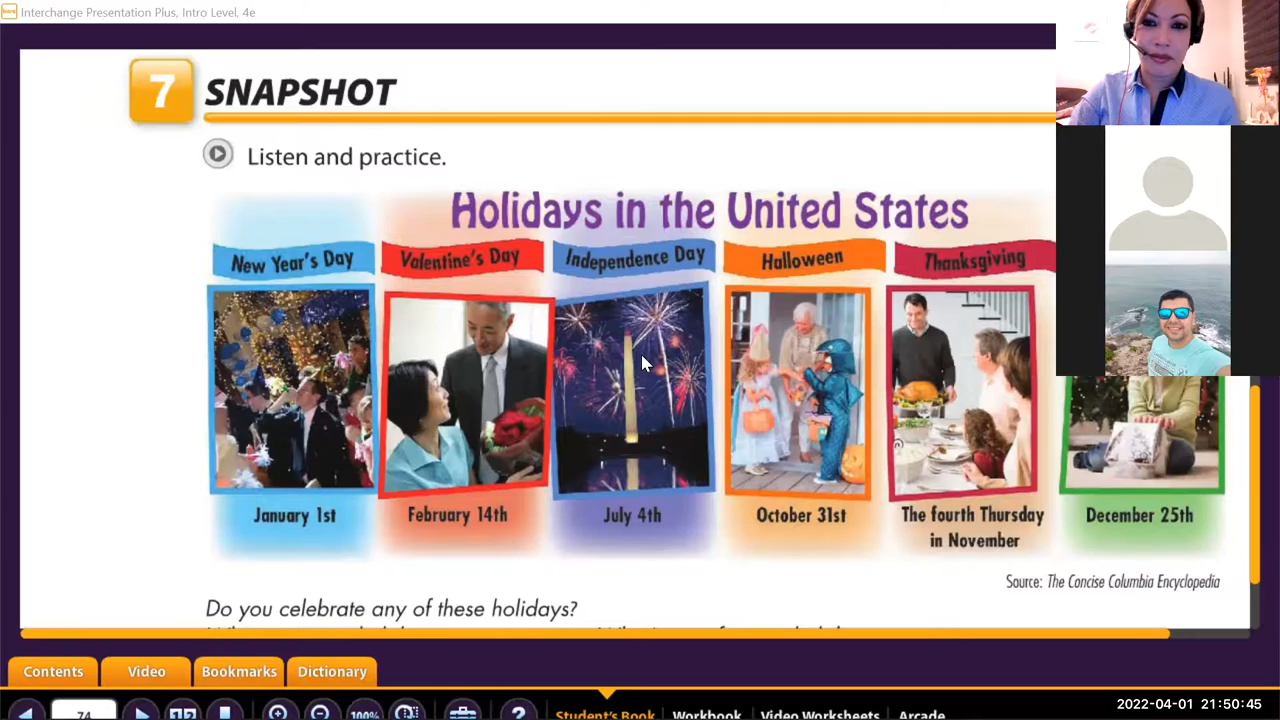 Interchange Presentation Plus, Intro Level, 4e
7 SNAPSHOT
Listen and practice.
Holidays in the United States
New Year's Day
Valentine's Day
Independence Day
Halloween
Thanksgiving
January 1st
February 14th
July 4th
October 31st
The fourth Thursday
in November
December 25th
Source: The Concise Columbia Encyclopedia
Do you celebrate any of these holidays?
Contents
Video
Bookmarks
Dictionary
74
100%
?
Student's Book
Workbook
Video Worksheets
Arcade
2022-04-01 21:50:45